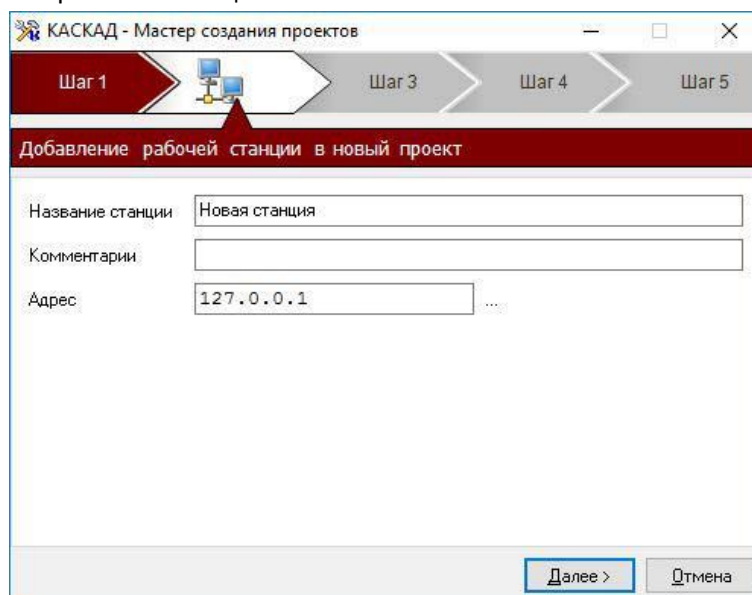 КАСКАД - Мастер создания проектов
Шаг 1
Шаг 3
Шаг 4
Шаг 5
Добавление рабочей станции в новый проект
Название станции Новая станция
Комментарии
Адрес 127.0.0.1 ...
Далее > Отмена